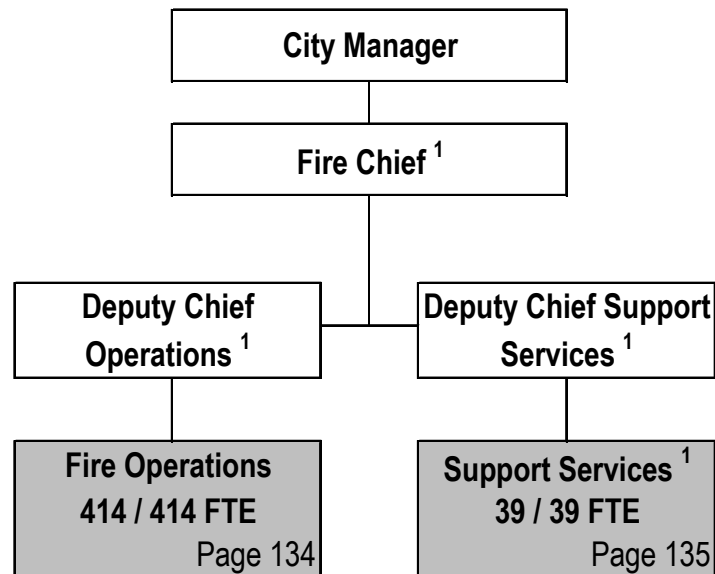 City Manager
Fire Chief ¹
Deputy Chief
Operations ¹
Deputy Chief Support
Services ¹
Fire Operations
414 / 414 FTE
Page 134
Support Services ¹
39 / 39 FTE
Page 135